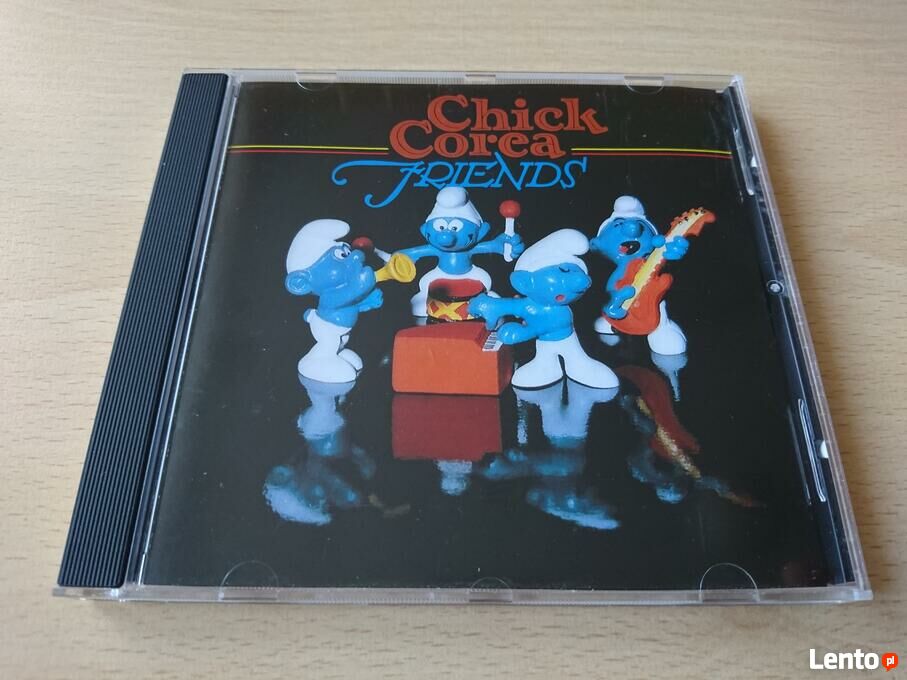 Chick
Corea
FRIENDS
Lento pl